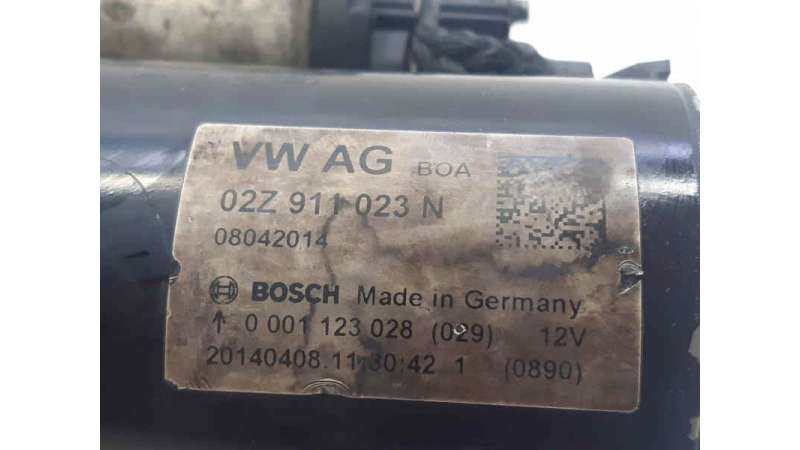 VW AG BOA
02Z 911 023 N
08042014
BOSCH Made in Germany
↑ 0 001 123 028 (029) 12V
20140408.11:30:42 1 (0890)